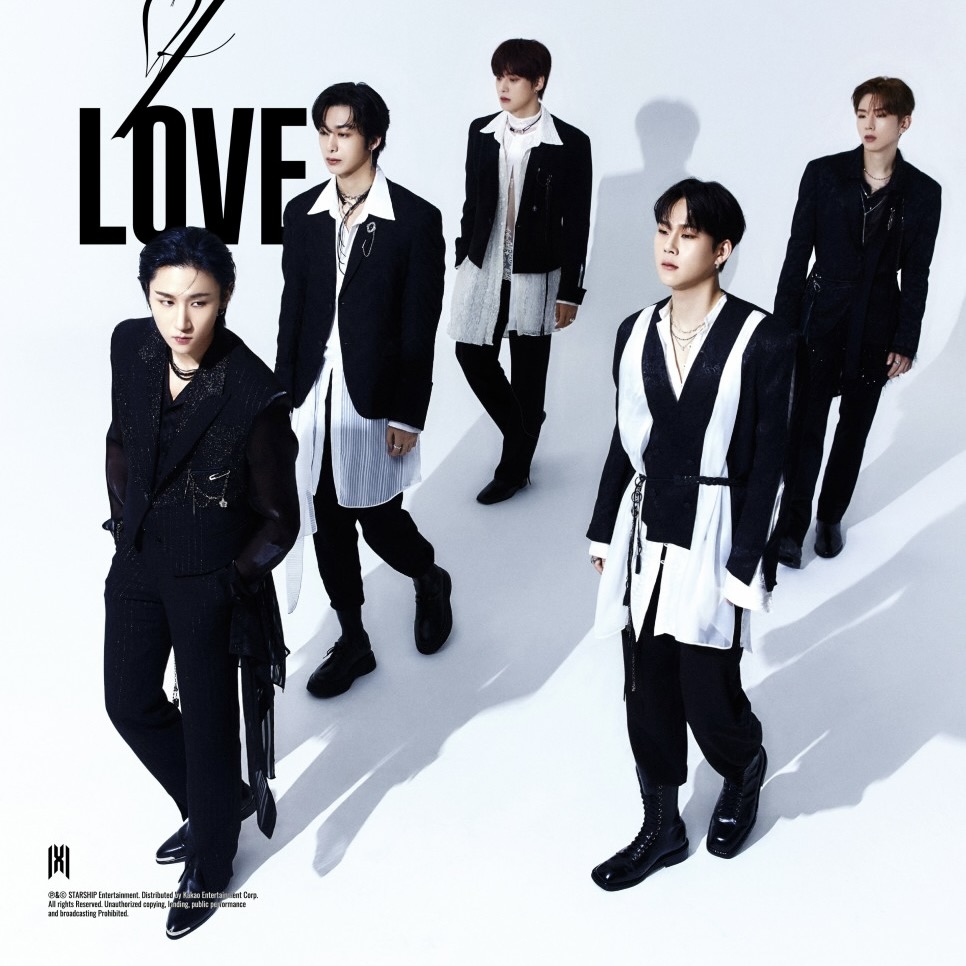 LOVE
℗&© STARSHIP Entertainment. Distributed by Kakao Entertainment Corp.
All rights Reserved. Unauthorized copying, lending, public performance
and broadcasting Prohibited.